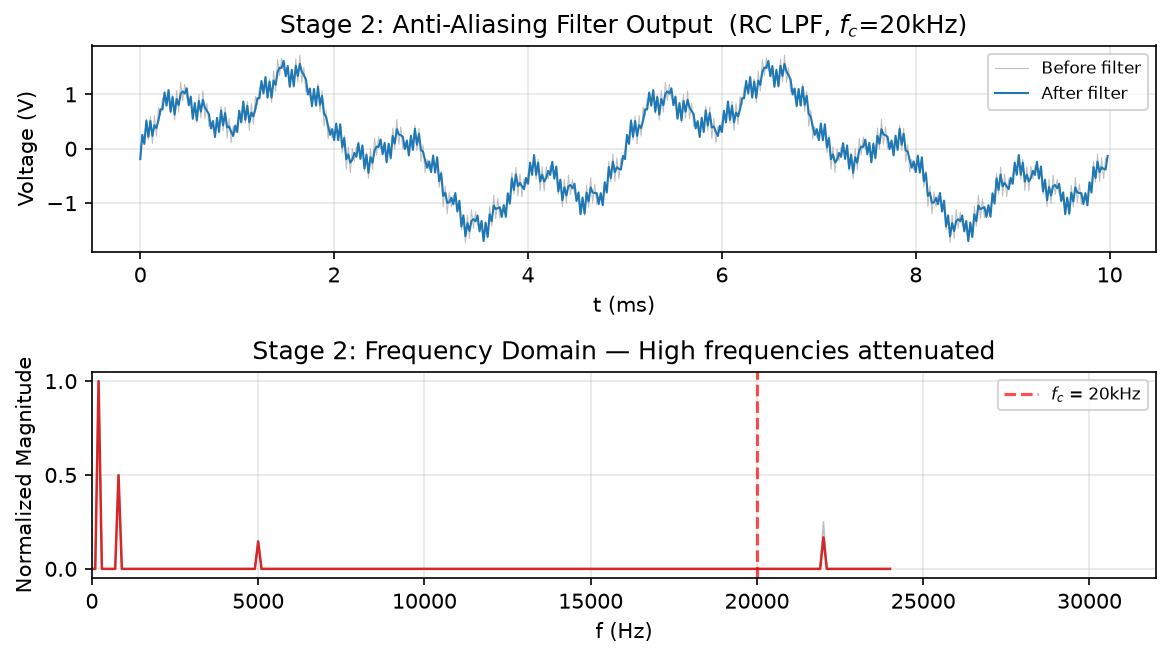 Stage 2: Anti-Aliasing Filter Output  (RC LPF, f_c=20kHz)
Before filter
After filter
Voltage (V)
1
0
−1
0 2 4 6 8 10
t (ms)
Stage 2: Frequency Domain — High frequencies attenuated
f_c = 20kHz
Normalized Magnitude
1.0
0.5
0.0
0 5000 10000 15000 20000 25000 30000
f (Hz)